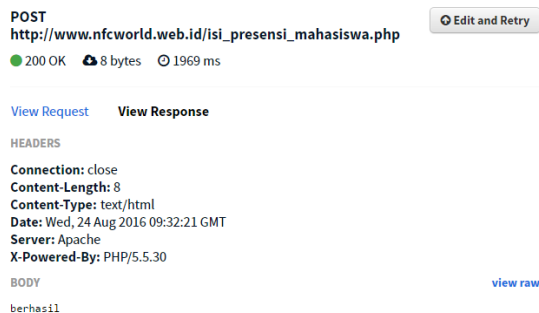 POST
http://www.nfcworld.web.id/isi_presensi_mahasiswa.php
Edit and Retry
200 OK 8 bytes 1969 ms
View Request View Response
HEADERS
Connection: close
Content-Length: 8
Content-Type: text/html
Date: Wed, 24 Aug 2016 09:32:21 GMT
Server: Apache
X-Powered-By: PHP/5.5.30
BODY view raw
berhasil